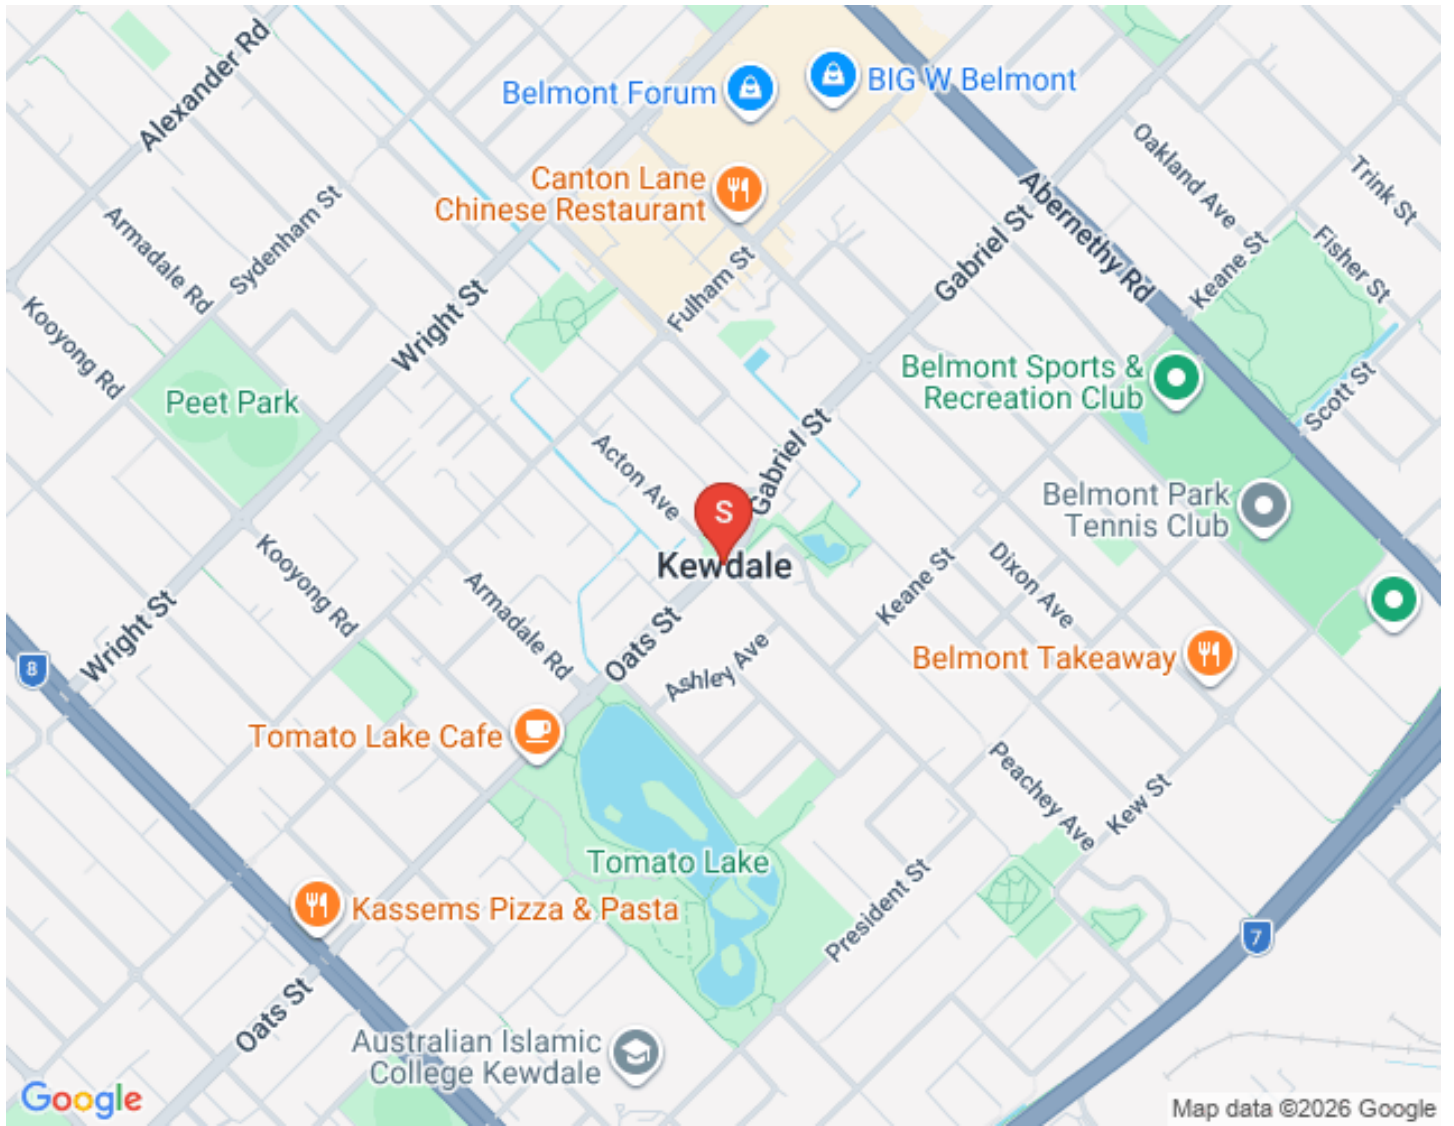 Alexander Rd
Belmont Forum
BIG W Belmont
Oakland Ave
Trink St
Canton Lane
Chinese Restaurant
Abernethy Rd
Armadale Rd
Sydenham St
Gabriel St
Keane St
Fisher St
Fulham St
Kooyong Rd
Wright St
Belmont Sports &
Recreation Club
Scott St
Peet Park
Acton Ave
Gabriel St
S
Belmont Park
Tennis Club
Kewdale
Kooyong Rd
Armadale Rd
Keane St
Dixon Ave
Wright St
Oats St
Ashley Ave
Belmont Takeaway
8
Tomato Lake Cafe
Peachey Ave
Kew St
Tomato Lake
Kassems Pizza & Pasta
President St
7
Oats St
Australian Islamic
College Kewdale
Google
Map data ©2026 Google